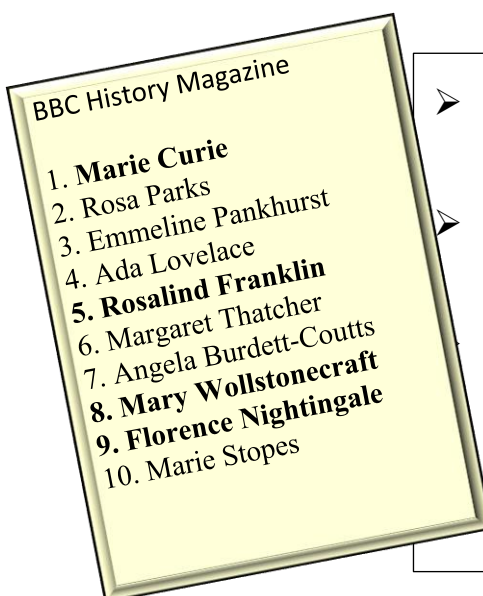 BBC History Magazine
1. Marie Curie
2. Rosa Parks
3. Emmeline Pankhurst
4. Ada Lovelace
5. Rosalind Franklin
6. Margaret Thatcher
7. Angela Burdett-Coutts
8. Mary Wollstonecraft
9. Florence Nightingale
10. Marie Stopes